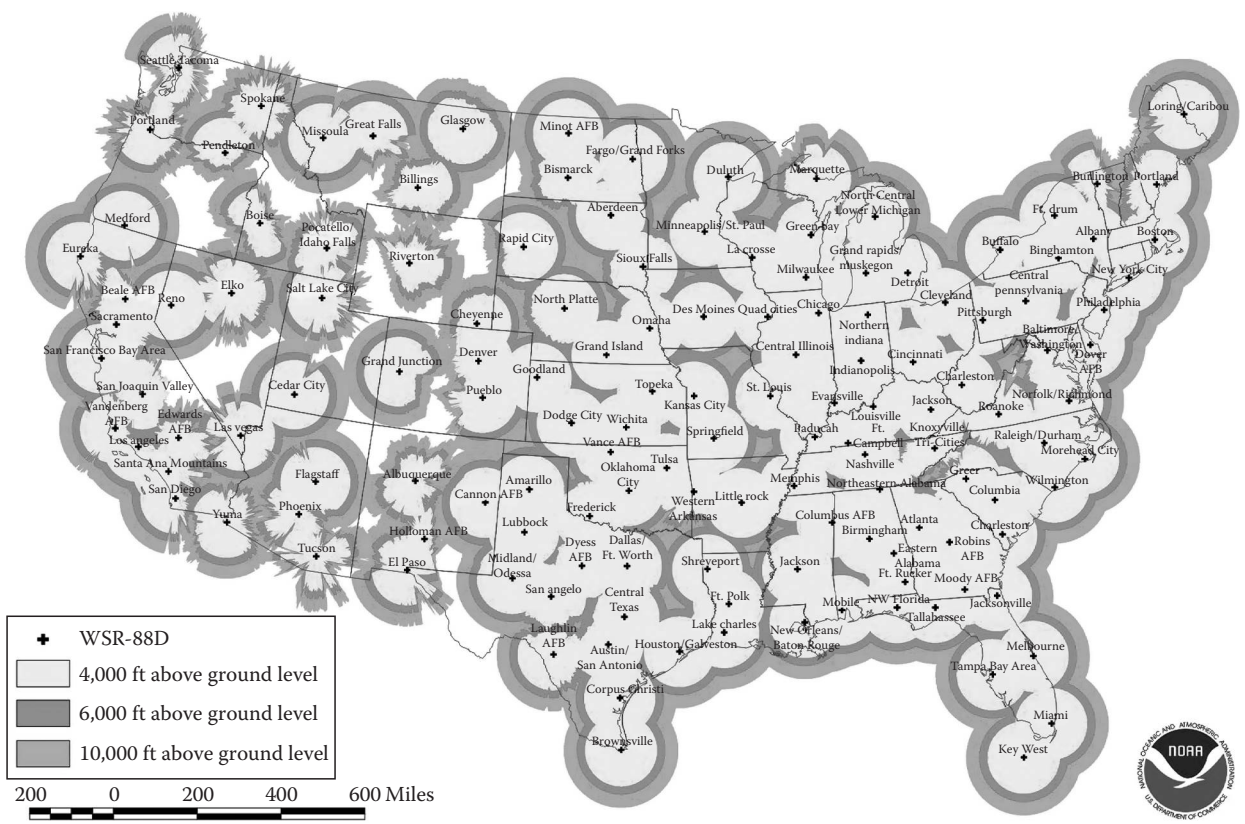 Seattle Tacoma
Loring/Caribou
Spokane
Portland
Great Falls
Glasgow
Missoula
Minot AFB
Pendleton
Fargo/Grand Forks
Billings
Bismarck
Duluth
Marquette
Burlington
Portland
Boise
Aberdeen
North Central
Lower Michigan
Ft. drum
Medford
Pocatello/
Idaho Falls
Minneapolis/St. Paul
Green bay
Albany
Boston
Eureka
Rapid City
La crosse
Grand rapids/
muskegon
Buffalo
Binghamton
Riverton
Sioux Falls
Milwaukee
Detroit
Central
pennsylvania
New York City
Beale AFB
Reno
Elko
Salt Lake City
North Platte
Cleveland
Philadelphia
Sacramento
Cheyenne
Omaha
Des Moines
Quad cities
Chicago
Northern
indiana
Pittsburgh
Baltimore/
Washington
San Francisco Bay Area
Grand Junction
Denver
Grand Island
Central Illinois
Cincinnati
Dover
AFB
Goodland
Indianopolis
San Joaquin Valley
Cedar City
Pueblo
Topeka
Kansas City
St. Louis
Evansville
Charleston
Norfolk/Richmond
Vandenberg
AFB
Edwards
AFB
Las vegas
Dodge City
Wichita
Louisville
Jackson
Roanoke
Los angeles
Vance AFB
Springfield
Paducah
Ft.
Campbell
Knoxville/
Tri-Cities
Raleigh/Durham
Morehead City
Santa Ana Mountains
Flagstaff
Albuquerque
Oklahoma
City
Tulsa
Nashville
Greer
San Diego
Amarillo
Cannon AFB
Western
Arkansas
Little rock
Memphis
Northeastern Alabama
Columbia
Wilmington
Yuma
Phoenix
Frederick
Columbus AFB
Atlanta
Charleston
Holloman AFB
Lubbock
Birmingham
Robins
AFB
Tucson
El Paso
Midland/
Odessa
Dyess
AFB
Dallas/
Ft. Worth
Shreveport
Jackson
Eastern
Alabama
Ft. Rucker
Moody AFB
San angelo
Central
Texas
Ft. Polk
Mobile
NW Florida
Tallahassee
Jacksonville
Laughlin
AFB
Lake charles
New Orleans/
Baton Rouge
Austin/
San Antonio
Houston/Galveston
Melbourne
Tampa Bay Area
Corpus Christi
Miami
Brownsville
Key West
WSR-88D
4,000 ft above ground level
6,000 ft above ground level
10,000 ft above ground level
200 0 200 400 600 Miles
NATIONAL OCEANIC AND ATMOSPHERIC ADMINISTRATION
NOAA
U.S. DEPARTMENT OF COMMERCE